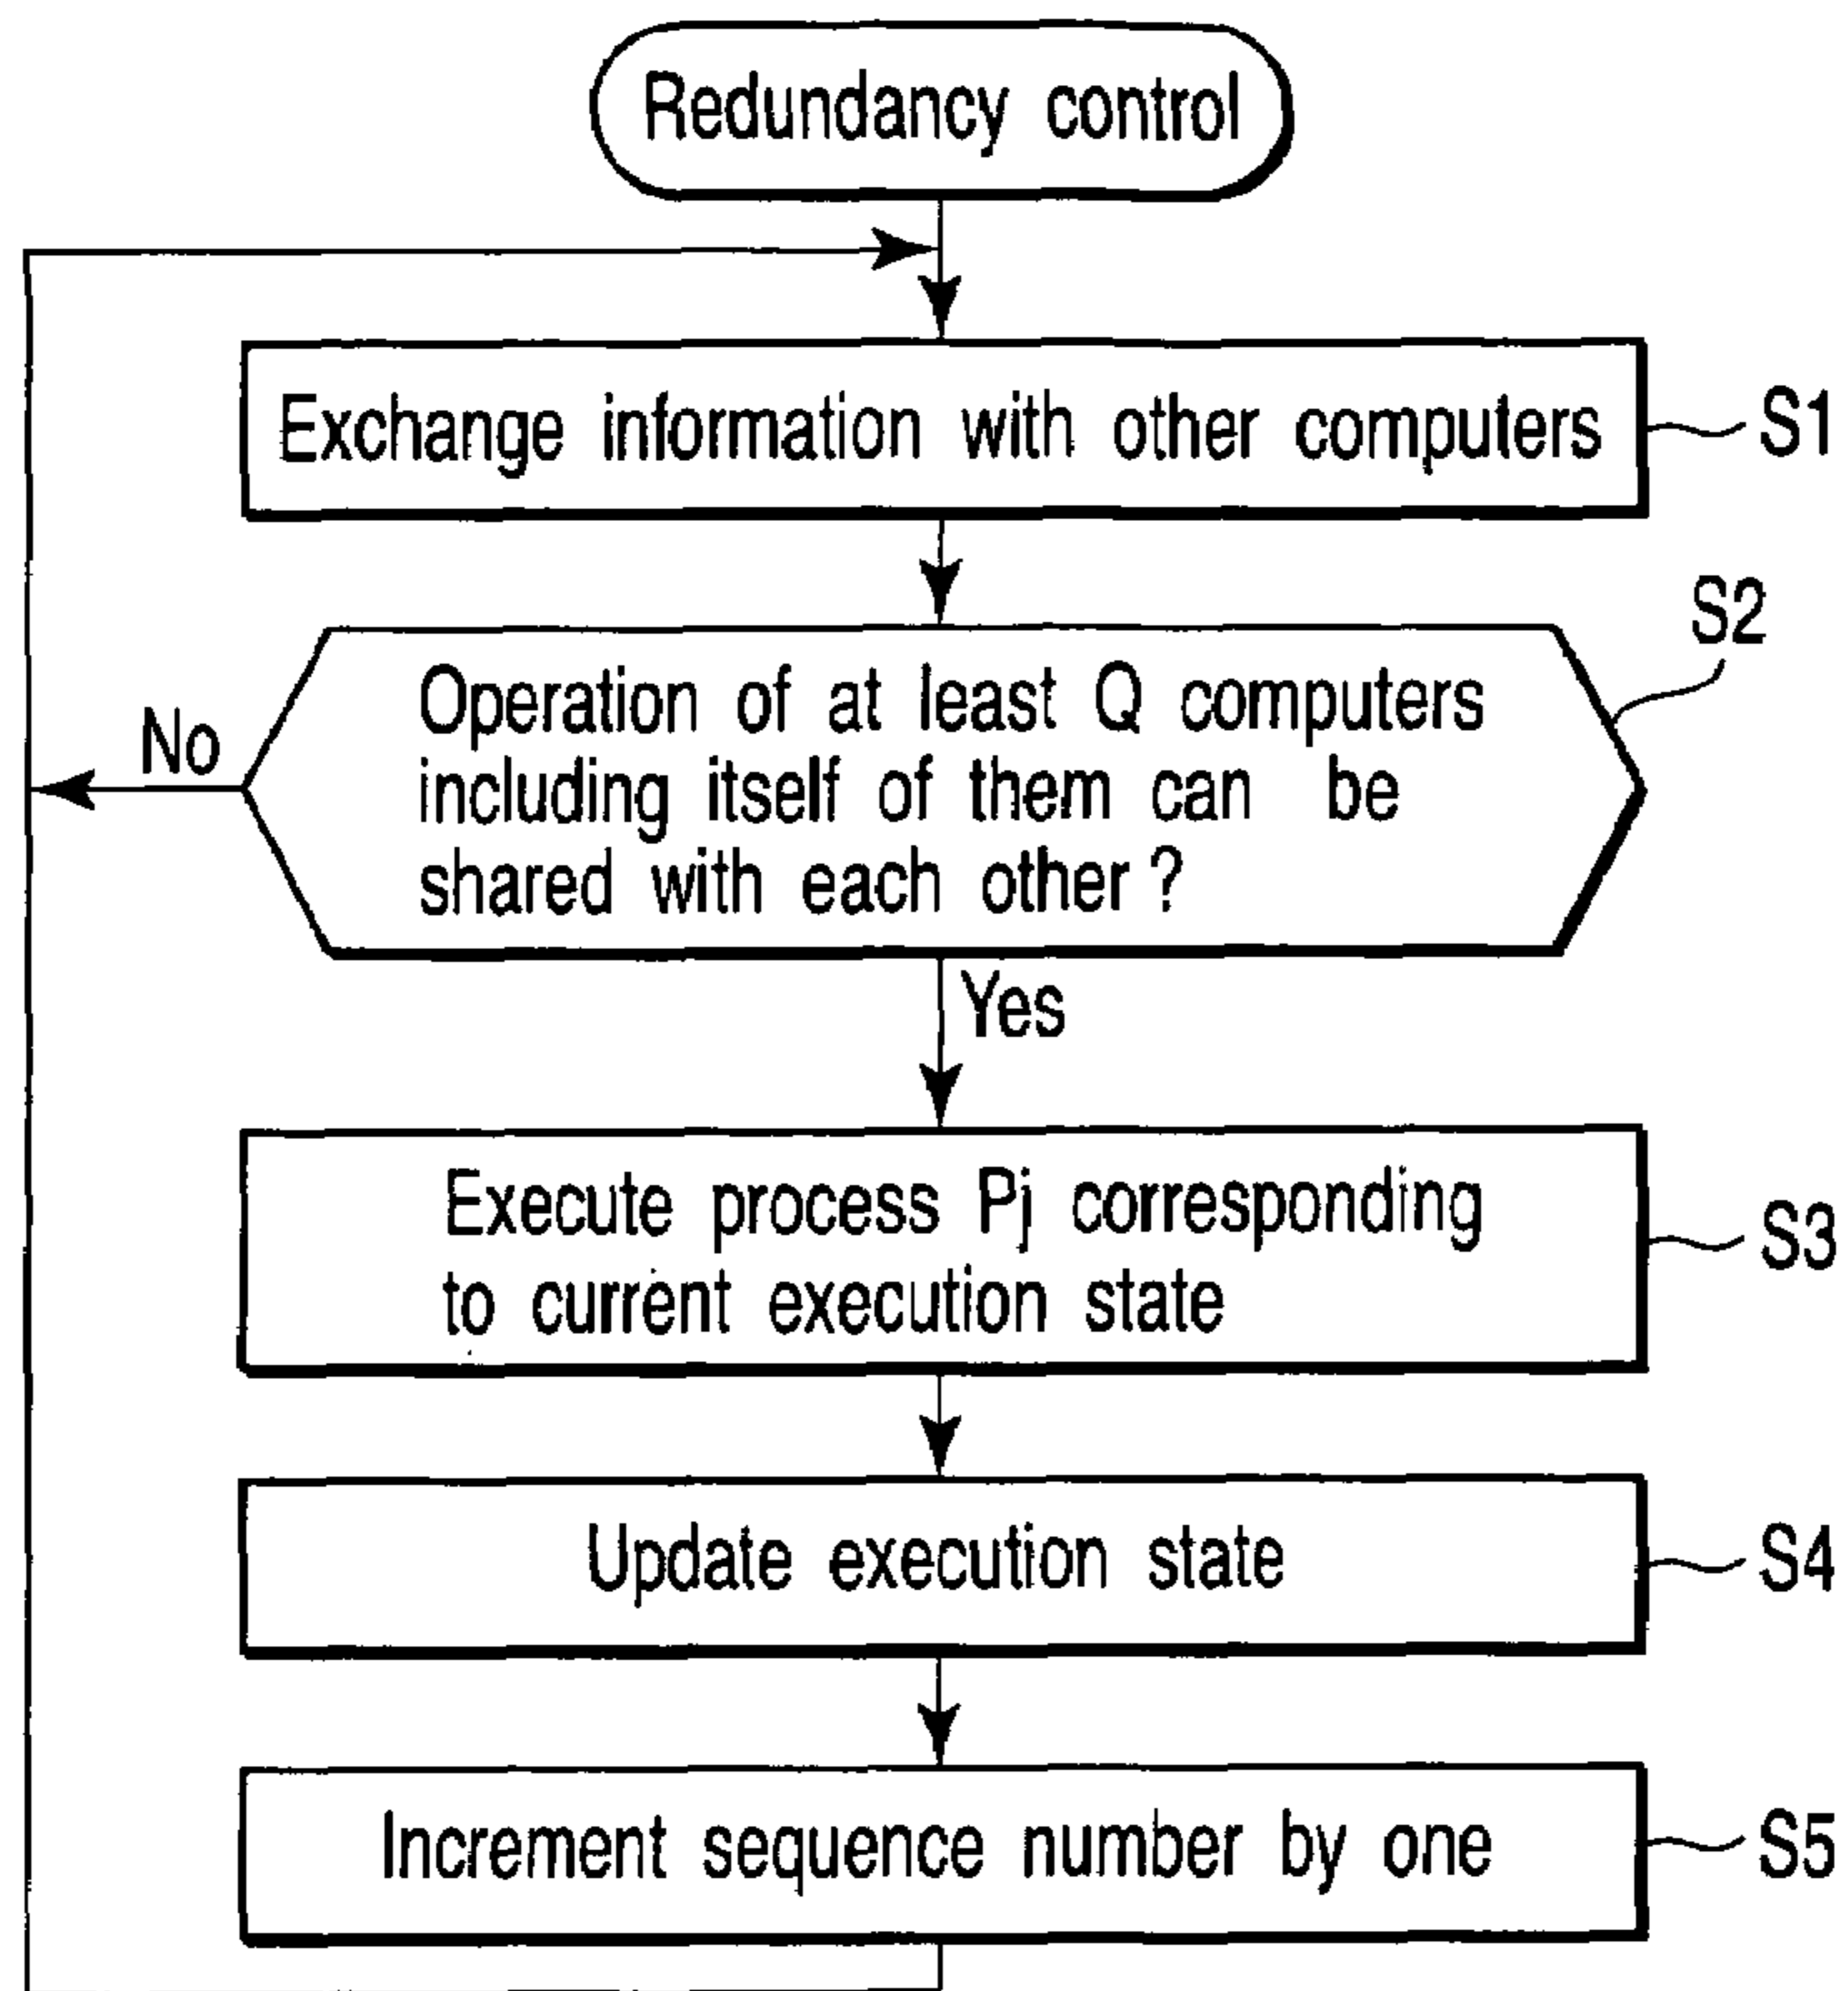 Redundancy control
Exchange information with other computers
S1
S2
Operation of at least Q computers
including itself of them can be
shared with each other ?
No
Yes
Execute process Pj corresponding
to current execution state
S3
Update execution state
S4
Increment sequence number by one
S5